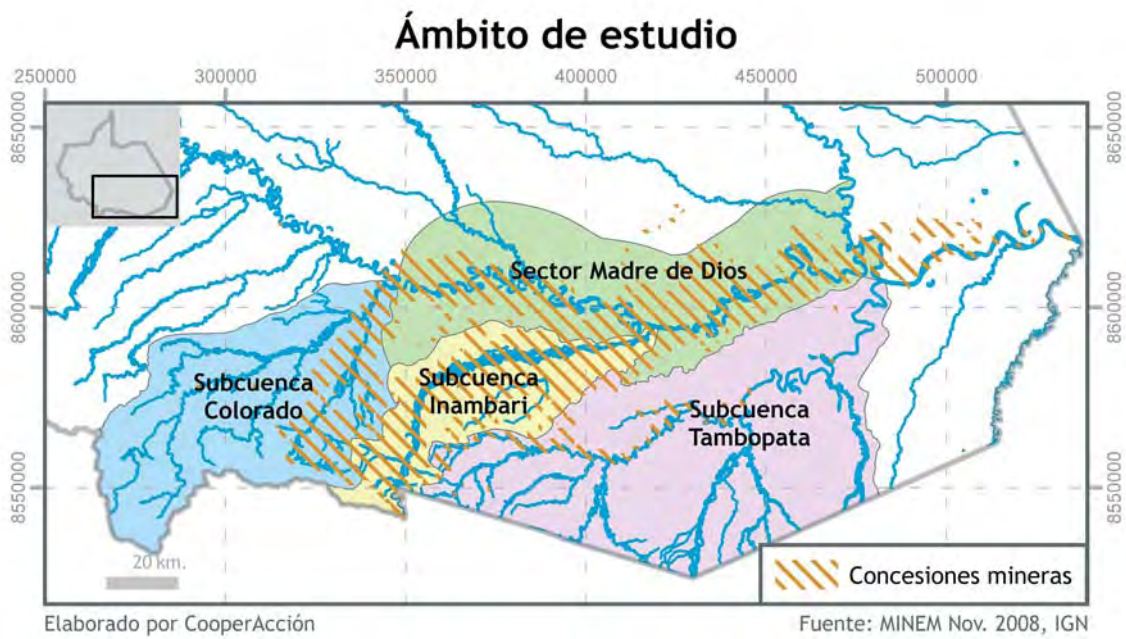 Ámbito de estudio
250000 300000 350000 400000 450000 500000
8650000 8650000
Sector Madre de Dios
8600000 8600000
Subcuenca
Colorado
Subcuenca
Inambari
Subcuenca
Tambopata
8550000 8550000
20 km.
Concesiones mineras
Elaborado por CooperAcción
Fuente: MINEM Nov. 2008, IGN